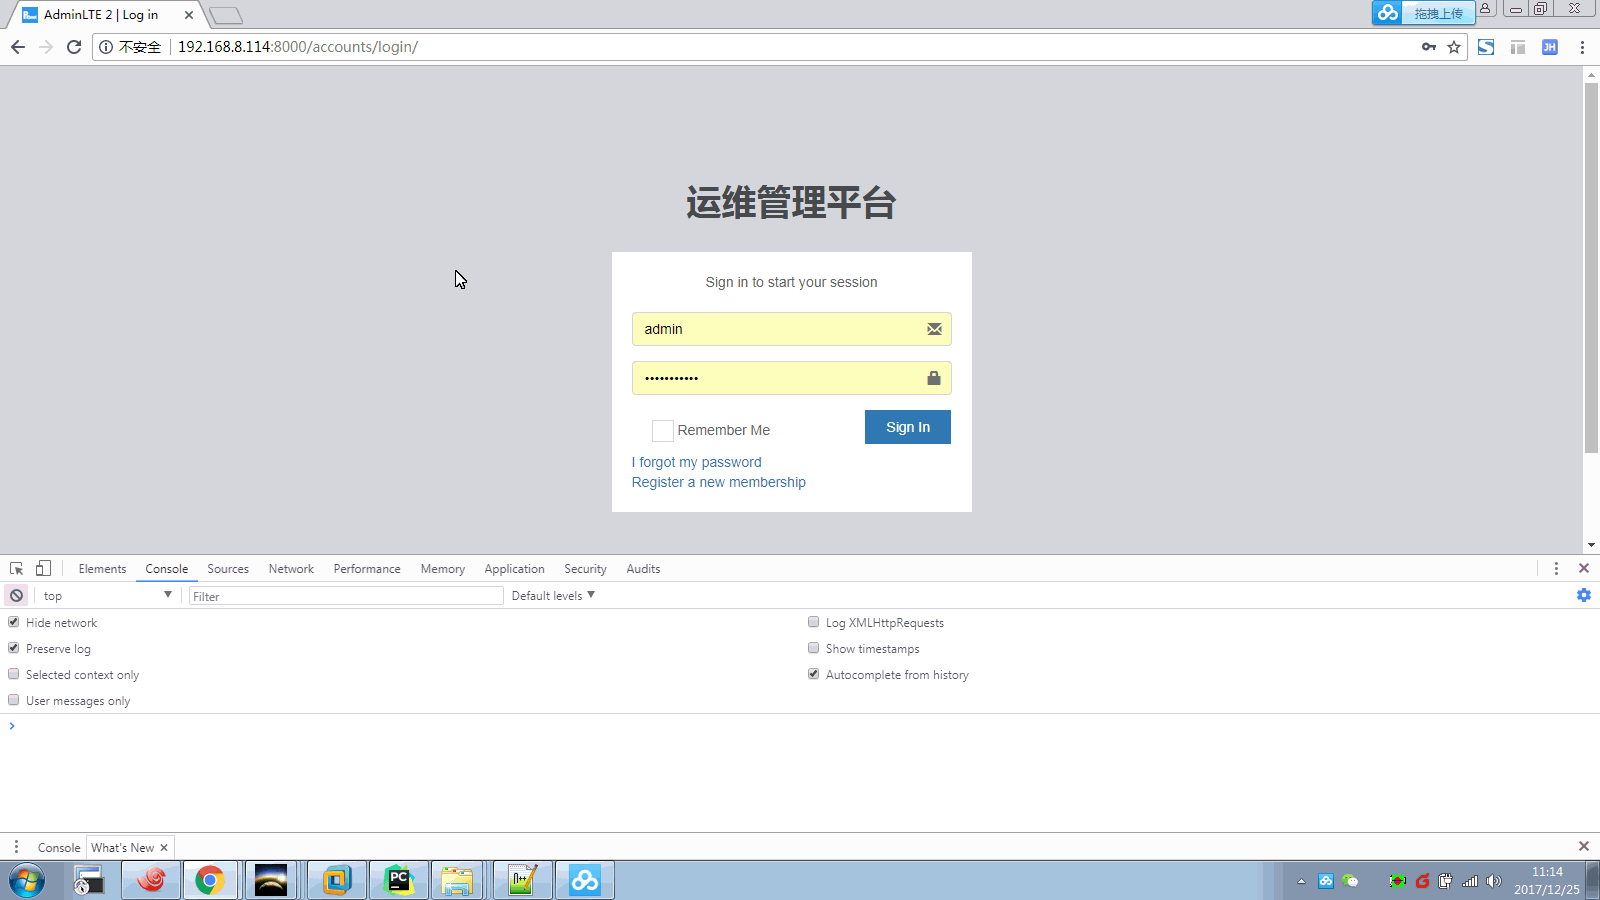 AdminLTE 2 | Log in
拖拽上传
不安全 192.168.8.114:8000/accounts/login/
JH
运维管理平台
Sign in to start your session
admin
•••••••••••
Remember Me
Sign In
I forgot my password
Register a new membership
Elements Console Sources Network Performance Memory Application Security Audits
top Filter Default levels
Hide network
Log XMLHttpRequests
Preserve log
Show timestamps
Selected context only
Autocomplete from history
User messages only
Console What's New
PC
11:14
2017/12/25